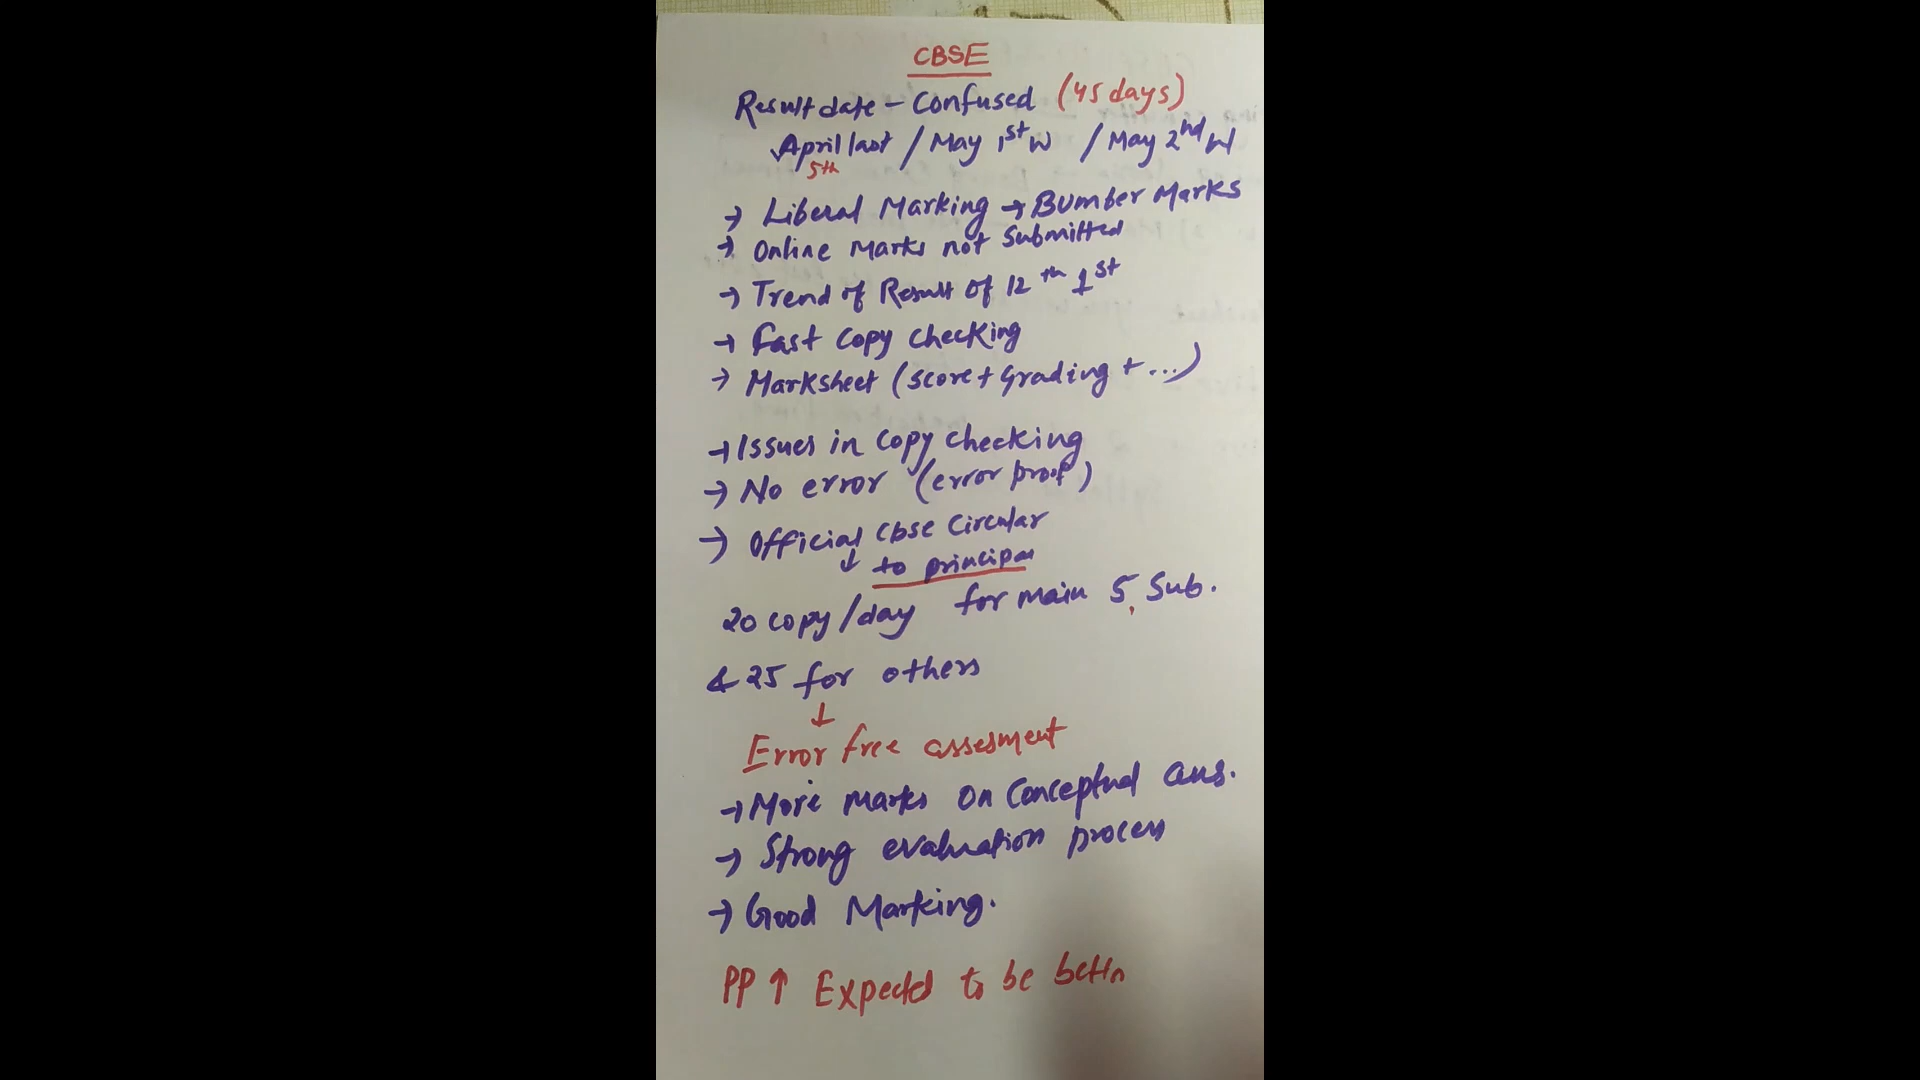 CBSE
Result date - Confused (45 days)
April last / May 1st W / May 2nd W
5th
→ Liberal Marking → Bumber Marks
→ Online Marks not Submitted
→ Trend of Result of 12th 1st
→ Fast Copy checking
→ Marksheet (score + Grading + ...)
→ Issues in Copy checking
→ No error (error proof)
→ Official Cbse Circular
↓ to principal
20 copy/day for main 5 Sub.
& 25 for others
↓
Error free assesment
→ More marks on Conceptual ans.
→ Strong evaluation process
→ Good Marking.
PP ↑ Expected to be better